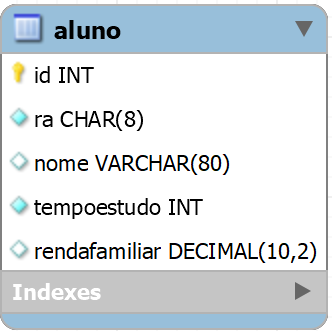 aluno
id INT
ra CHAR(8)
nome VARCHAR(80)
tempoestudo INT
rendafamiliar DECIMAL(10,2)
Indexes